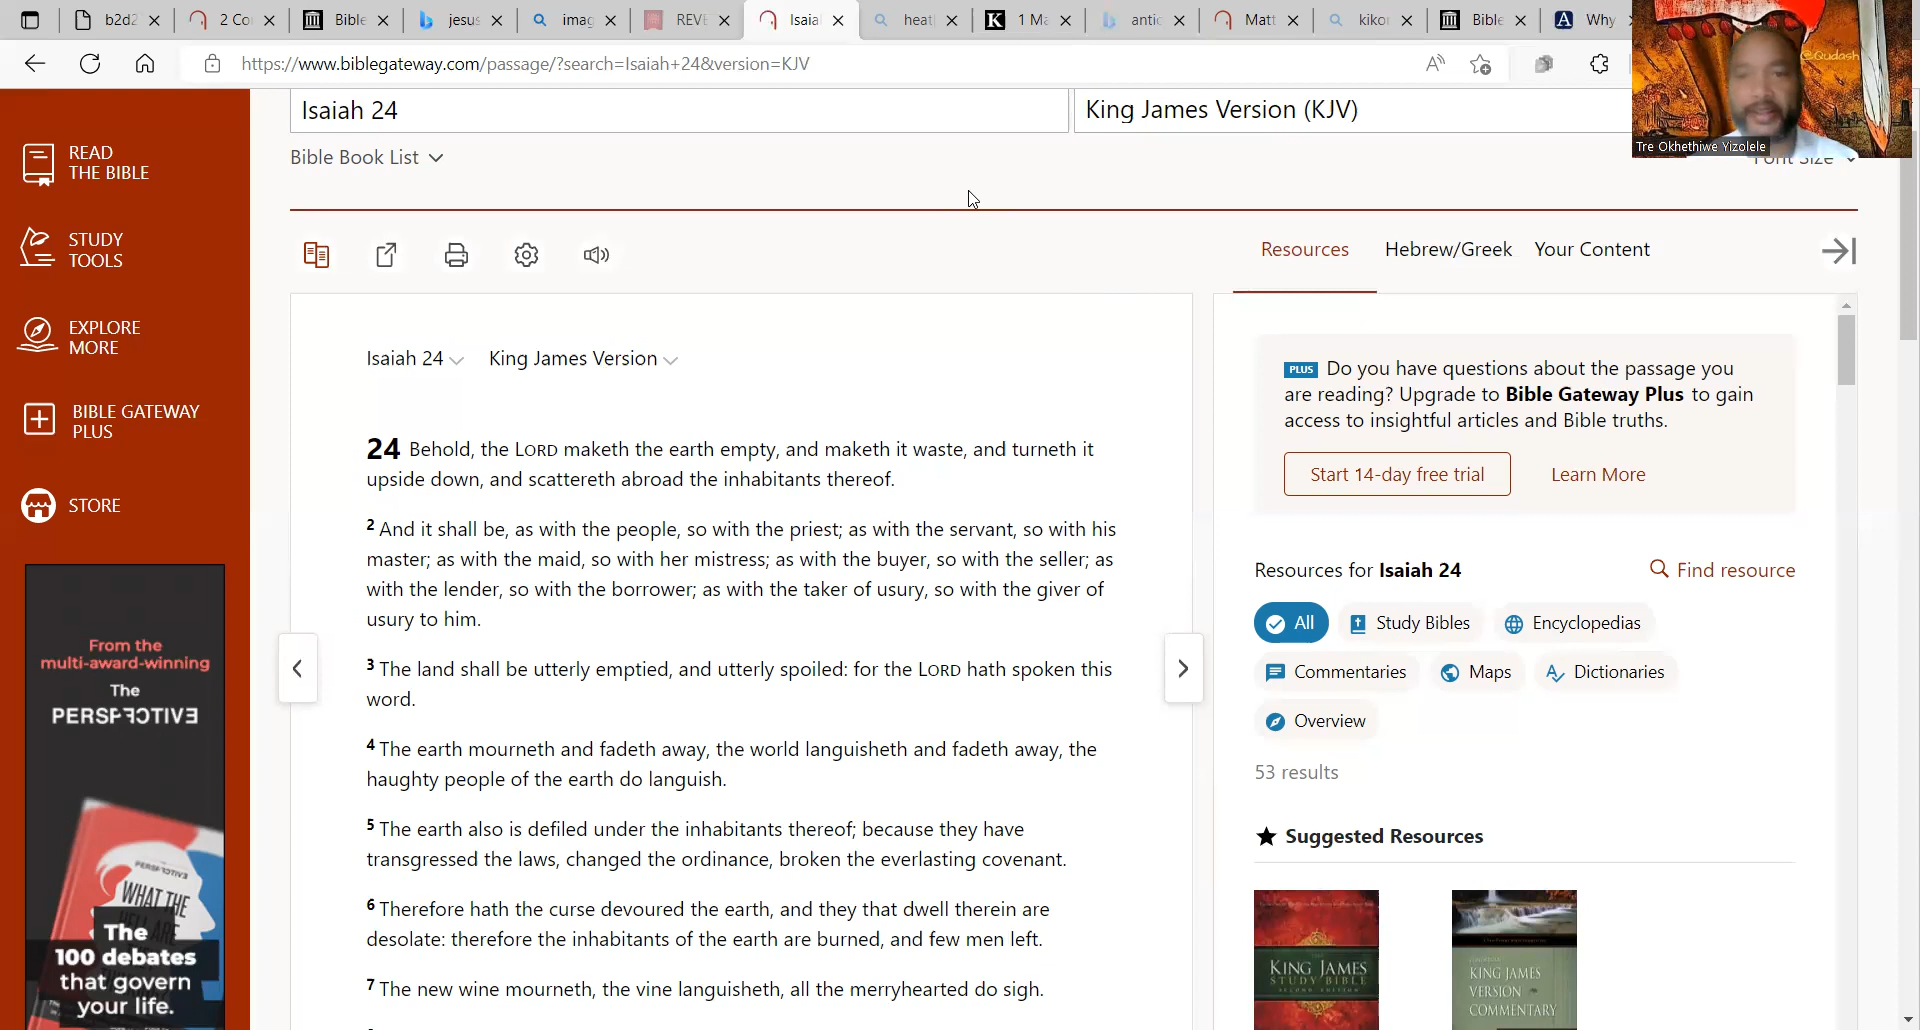 b2d2
2 Co
Bible
jesus
imag
REVE
Isaia
heat
1 Ma
antic
Matt
kiko
Bible
Why
https://www.biblegateway.com/passage/?search=Isaiah+24&version=KJV
@Qudash
Tre Okhethiwe Yizolele
Isaiah 24
King James Version (KJV)
Bible Book List
Font Size
READ
THE BIBLE
STUDY
TOOLS
EXPLORE
MORE
BIBLE GATEWAY
PLUS
STORE
From the
multi-award-winning
The
PERSPECTIVE
PERSPECTIVE
WHAT THE
HELL ARE
The
100 debates
that govern
your life.
Isaiah 24
King James Version
24 Behold, the LORD maketh the earth empty, and maketh it waste, and turneth it
upside down, and scattereth abroad the inhabitants thereof.
2 And it shall be, as with the people, so with the priest; as with the servant, so with his
master; as with the maid, so with her mistress; as with the buyer, so with the seller; as
with the lender, so with the borrower; as with the taker of usury, so with the giver of
usury to him.
3 The land shall be utterly emptied, and utterly spoiled: for the LORD hath spoken this
word.
4 The earth mourneth and fadeth away, the world languisheth and fadeth away, the
haughty people of the earth do languish.
5 The earth also is defiled under the inhabitants thereof; because they have
transgressed the laws, changed the ordinance, broken the everlasting covenant.
6 Therefore hath the curse devoured the earth, and they that dwell therein are
desolate: therefore the inhabitants of the earth are burned, and few men left.
7 The new wine mourneth, the vine languisheth, all the merryhearted do sigh.
Resources
Hebrew/Greek
Your Content
PLUS Do you have questions about the passage you
are reading? Upgrade to Bible Gateway Plus to gain
access to insightful articles and Bible truths.
Start 14-day free trial
Learn More
Resources for Isaiah 24
Find resource
All
Study Bibles
Encyclopedias
Commentaries
Maps
Dictionaries
Overview
53 results
Suggested Resources
KING JAMES
STUDY BIBLE
SECOND EDITION
KING JAMES
VERSION
COMMENTARY